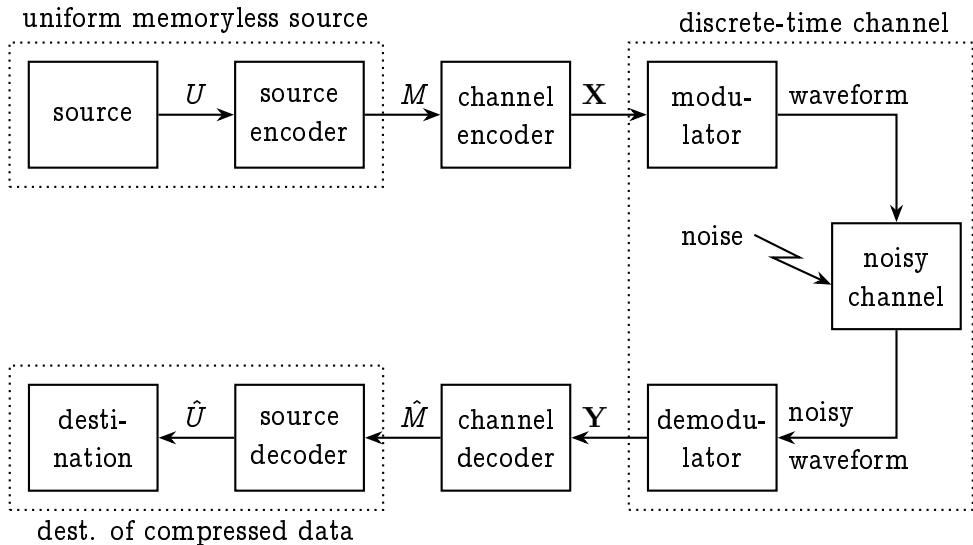 uniform memoryless source
discrete-time channel
source
U
source
encoder
M
channel
encoder
X
modu-
lator
waveform
noise
noisy
channel
desti-
nation
Û
source
decoder
M̂
channel
decoder
Y
demodu-
lator
noisy
waveform
dest. of compressed data